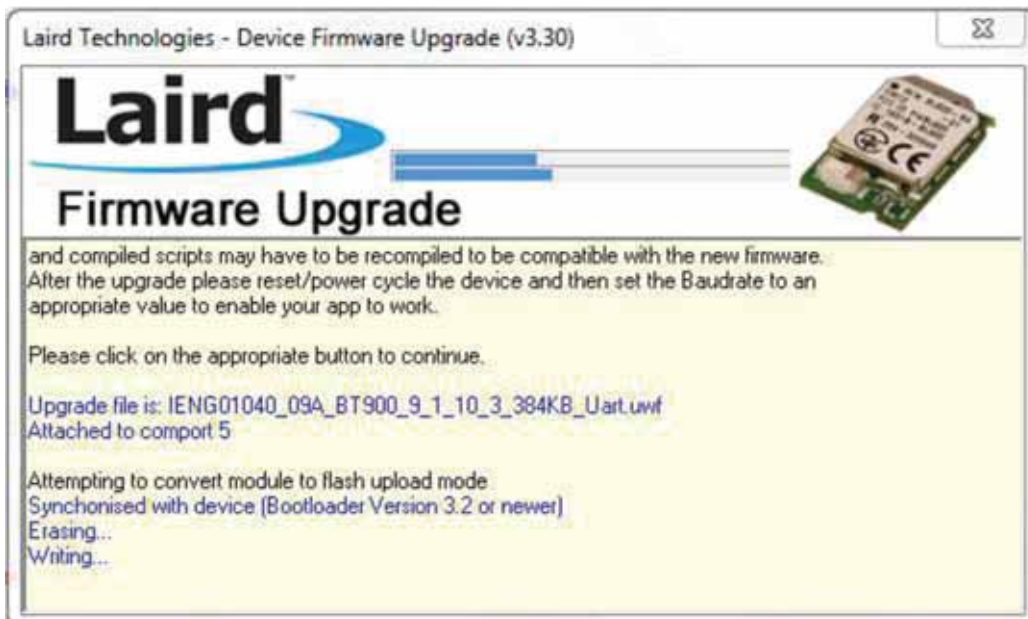 Laird Technologies - Device Firmware Upgrade (v3.30)
Laird™
Firmware Upgrade
and compiled scripts may have to be recompiled to be compatible with the new firmware.
After the upgrade please reset/power cycle the device and then set the Baudrate to an
appropriate value to enable your app to work.
Please click on the appropriate button to continue.
Upgrade file is: IENG01040_09A_BT900_9_1_10_3_384KB_Uart.uwf
Attached to comport 5
Attempting to convert module to flash upload mode
Synchonised with device (Bootloader Version 3.2 or newer)
Erasing...
Writing...